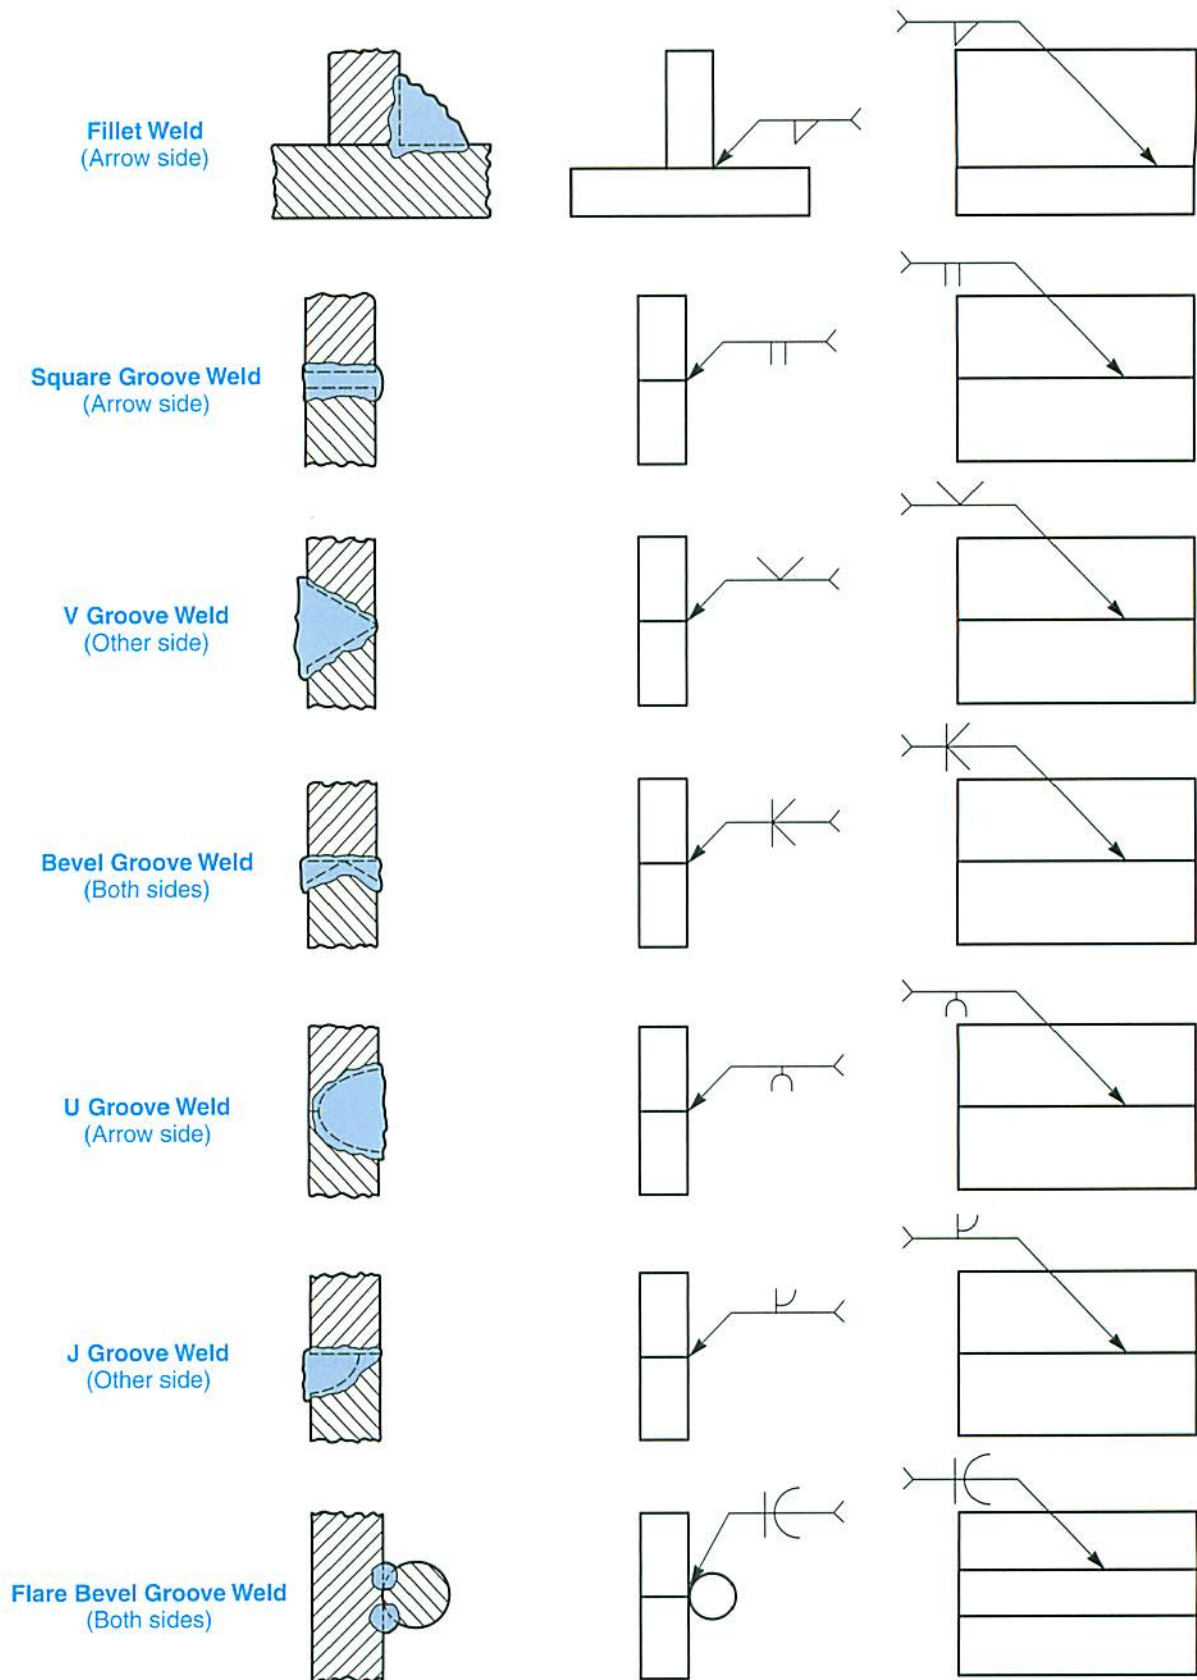 Fillet Weld
(Arrow side)
Square Groove Weld
(Arrow side)
V Groove Weld
(Other side)
Bevel Groove Weld
(Both sides)
U Groove Weld
(Arrow side)
J Groove Weld
(Other side)
Flare Bevel Groove Weld
(Both sides)